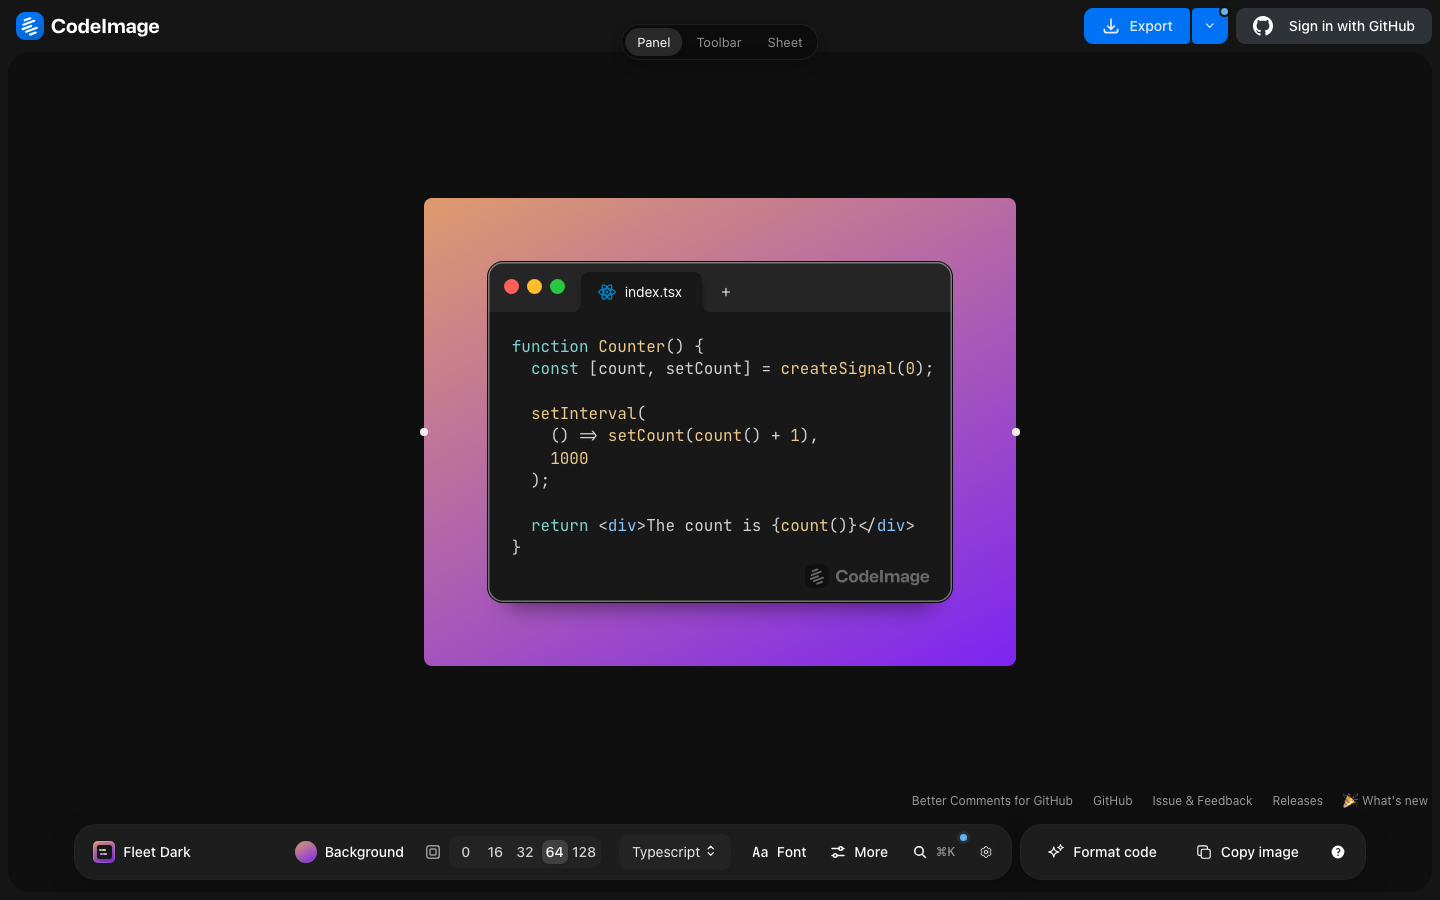 CodeImage
Panel Toolbar Sheet
Export
Sign in with GitHub
index.tsx +
function Counter() {
  const [count, setCount] = createSignal(0);
  setInterval(
    () => setCount(count() + 1),
    1000
  );
  return <div>The count is {count()}</div>
}
CodeImage
Better Comments for GitHub GitHub Issue & Feedback Releases 🎉 What's new
Fleet Dark Background 0 16 32 64 128 Typescript Aa Font More ⌘K Format code Copy image